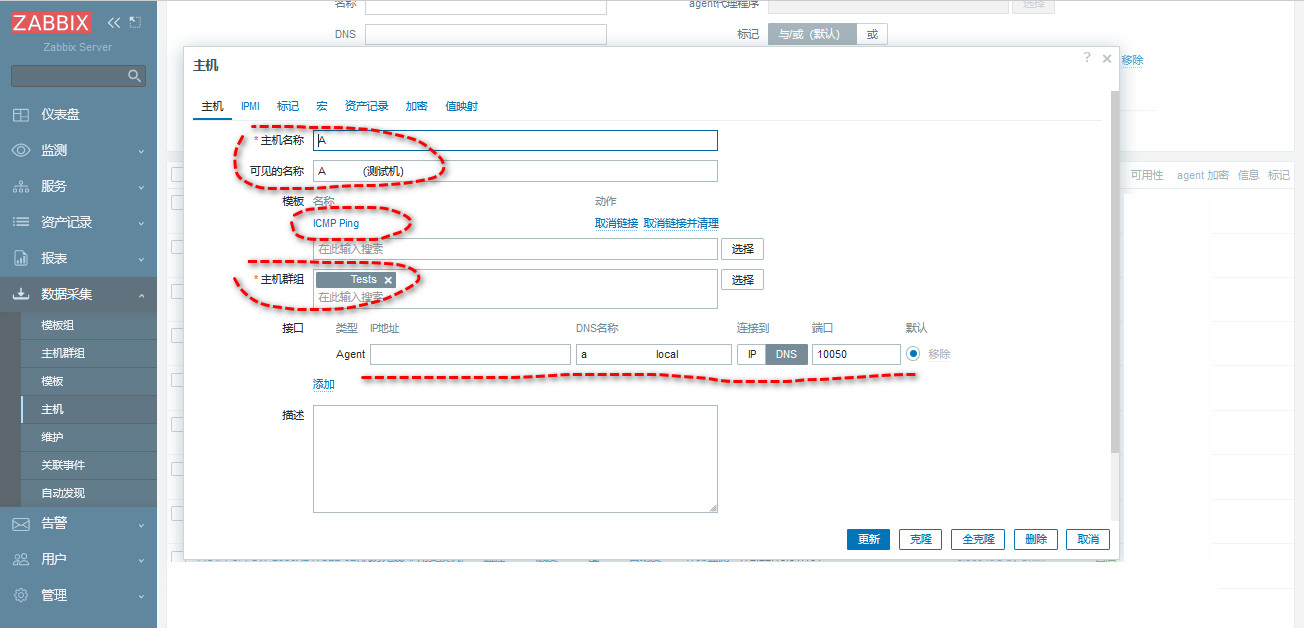 ZABBIX
Zabbix Server
仪表盘
监测
服务
资产记录
报表
数据采集
模板组
主机群组
模板
主机
维护
关联事件
自动发现
告警
用户
管理
名称 agent代理程序 选择
DNS 标记 与/或（默认） 或
移除
可用性 agent 加密 信息 标记
主机 ?
主机 IPMI 标记 宏 资产记录 加密 值映射
* 主机名称 A
可见的名称 A (测试机)
模板 名称 动作
ICMP Ping 取消链接 取消链接并清理
在此输入搜索 选择
* 主机群组 Tests 选择
在此输入搜索
接口 类型 IP地址 DNS名称 连接到 端口 默认
Agent a local IP DNS 10050 移除
添加
描述
更新 克隆 全克隆 删除 取消